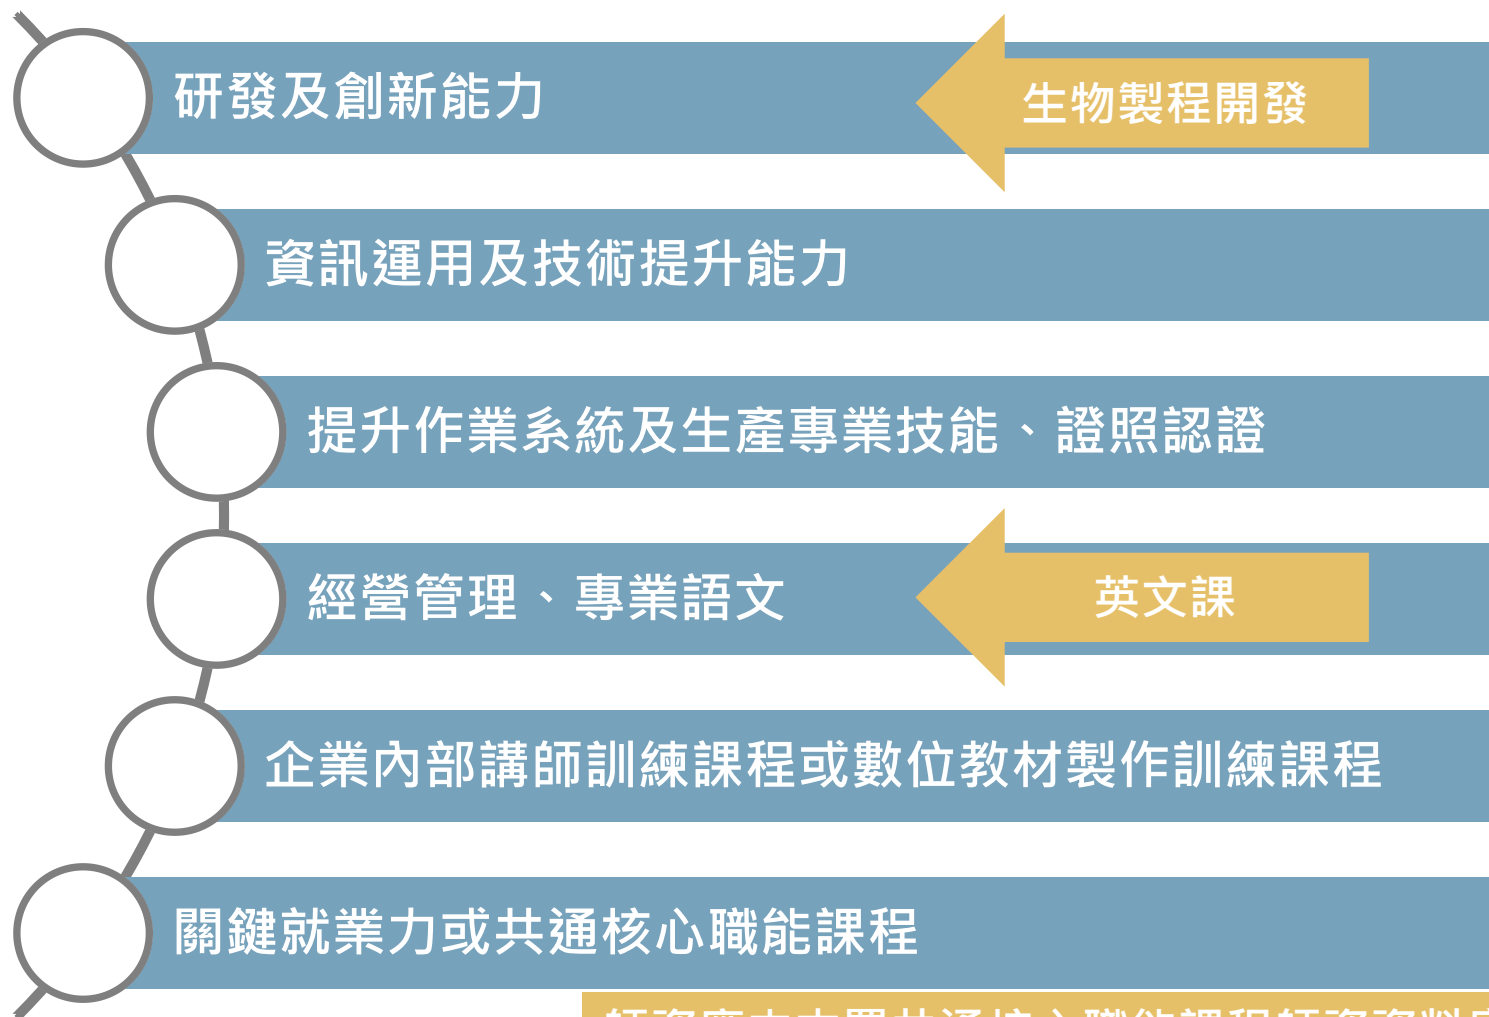 研發及創新能力
生物製程開發
資訊運用及技術提升能力
提升作業系統及生產專業技能、證照認證
經營管理、專業語文
英文課
企業內部講師訓練課程或數位教材製作訓練課程
關鍵就業力或共通核心職能課程